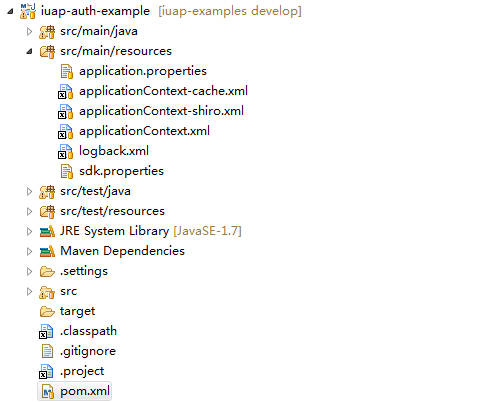 iuap-auth-example [iuap-examples develop]
src/main/java
src/main/resources
application.properties
applicationContext-cache.xml
applicationContext-shiro.xml
applicationContext.xml
logback.xml
sdk.properties
src/test/java
src/test/resources
JRE System Library [JavaSE-1.7]
Maven Dependencies
.settings
src
target
.classpath
.gitignore
.project
pom.xml